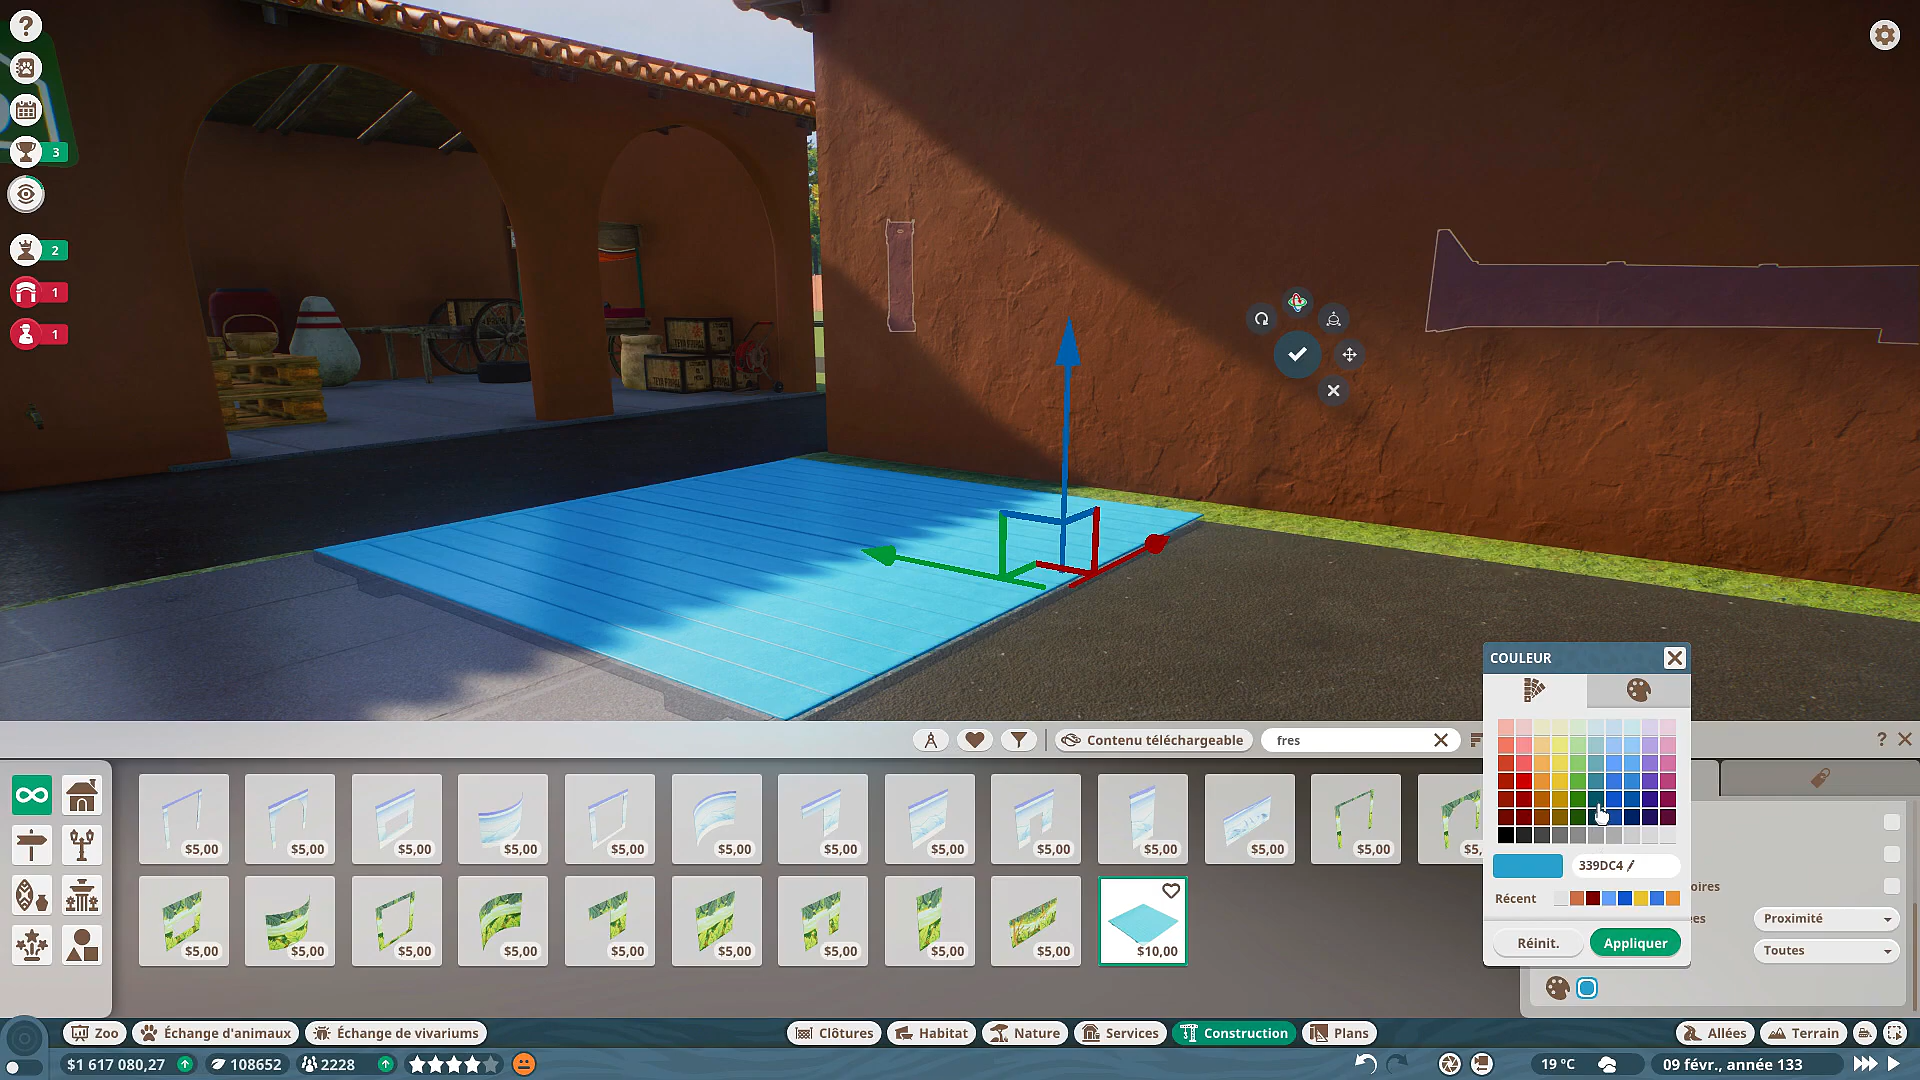 3
2
1
1
COULEUR
Contenu téléchargeable
fres
$5,00
$5,00
$5,00
$5,00
$5,00
$5,00
$5,00
$5,00
$5,00
$5,00
$5,00
$5,00
$5,
339DC4
Récent
oires
es
Proximité
$5,00
$5,00
$5,00
$5,00
$5,00
$5,00
$5,00
$5,00
$5,00
$10,00
Réinit.
Appliquer
Toutes
Zoo
Échange d'animaux
Échange de vivariums
Clôtures
Habitat
Nature
Services
Construction
Plans
Allées
Terrain
$1 617 080,27
108652
2228
19 °C
09 févr., année 133